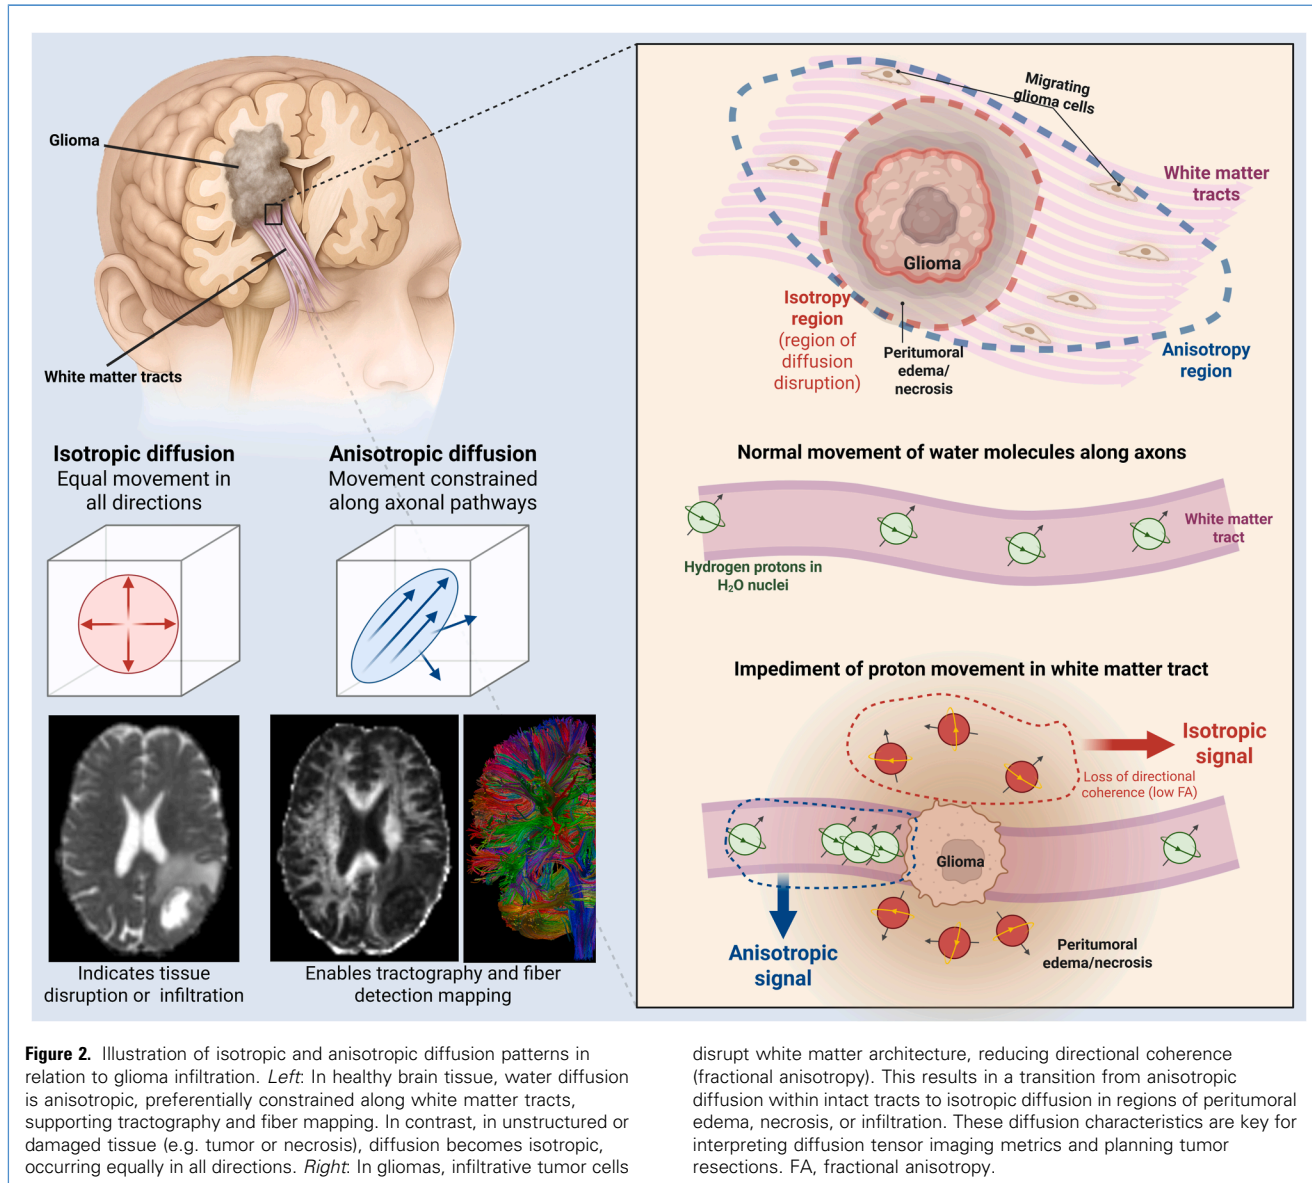 Glioma
White matter tracts
Isotropic diffusion
Equal movement in
all directions
Anisotropic diffusion
Movement constrained
along axonal pathways
Indicates tissue
disruption or infiltration
Enables tractography and fiber
detection mapping
Migrating
glioma cells
White matter
tracts
Glioma
Isotropy
region
(region of
diffusion
disruption)
Peritumoral
edema/
necrosis
Anisotropy
region
Normal movement of water molecules along axons
White matter
tract
Hydrogen protons in
H₂O nuclei
Impediment of proton movement in white matter tract
Isotropic
signal
Loss of directional
coherence (low FA)
Glioma
Anisotropic
signal
Peritumoral
edema/necrosis
Figure 2. Illustration of isotropic and anisotropic diffusion patterns in
relation to glioma infiltration. Left: In healthy brain tissue, water diffusion
is anisotropic, preferentially constrained along white matter tracts,
supporting tractography and fiber mapping. In contrast, in unstructured or
damaged tissue (e.g. tumor or necrosis), diffusion becomes isotropic,
occurring equally in all directions. Right: In gliomas, infiltrative tumor cells
disrupt white matter architecture, reducing directional coherence
(fractional anisotropy). This results in a transition from anisotropic
diffusion within intact tracts to isotropic diffusion in regions of peritumoral
edema, necrosis, or infiltration. These diffusion characteristics are key for
interpreting diffusion tensor imaging metrics and planning tumor
resections. FA, fractional anisotropy.